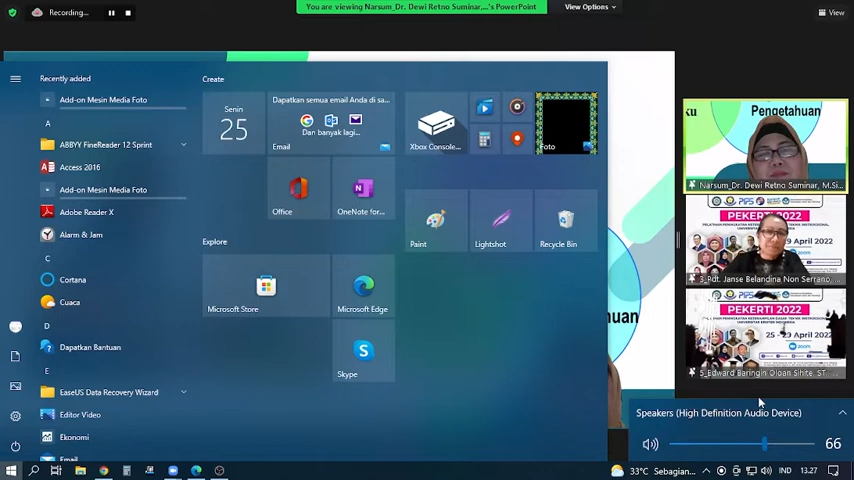 Recording...
You are viewing Narsum_Dr. Dewi Retno Suminar,...'s PowerPoint
View Options
View
Recently added
Add-on Mesin Media Foto
A
ABBYY FineReader 12 Sprint
Access 2016
Add-on Mesin Media Foto
Adobe Reader X
Alarm & Jam
C
Cortana
Cuaca
D
Dapatkan Bantuan
E
EaseUS Data Recovery Wizard
Editor Video
Ekonomi
Email
Create
Senin
25
Dapatkan semua email Anda di sa...
Dan banyak lagi...
Email
Xbox Console...
Foto
Office
OneNote for...
Paint
Lightshot
Recycle Bin
Explore
Microsoft Store
Microsoft Edge
Skype
huan
ku
Pengetahuan
Narsum_Dr. Dewi Retno Suminar, M.Si...
PEKERTI 2022
29 April 2022
3_Pdt. Janse Belandina Non Serrano...
PEKERTI 2022
25 - 29 April 2022
zoom
5_Edward Baringin Oloan Sihite, ST...
Speakers (High Definition Audio Device)
66
33°C Sebagian...
IND
13.27